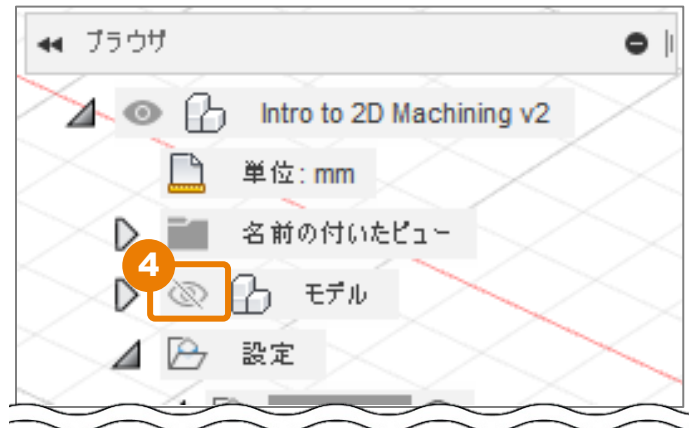 ブラウザ
Intro to 2D Machining v2
単位: mm
名前の付いたビュー
4
モデル
設定